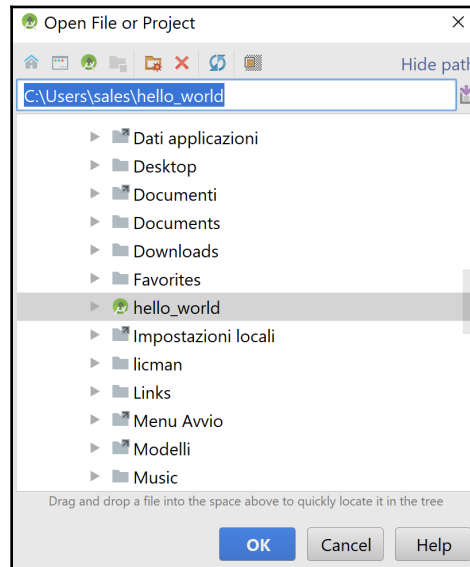 Open File or Project
Hide path
C:\Users\sales\hello_world
Dati applicazioni
Desktop
Documenti
Documents
Downloads
Favorites
hello_world
Impostazioni locali
licman
Links
Menu Avvio
Modelli
Music
Drag and drop a file into the space above to quickly locate it in the tree
OK Cancel Help